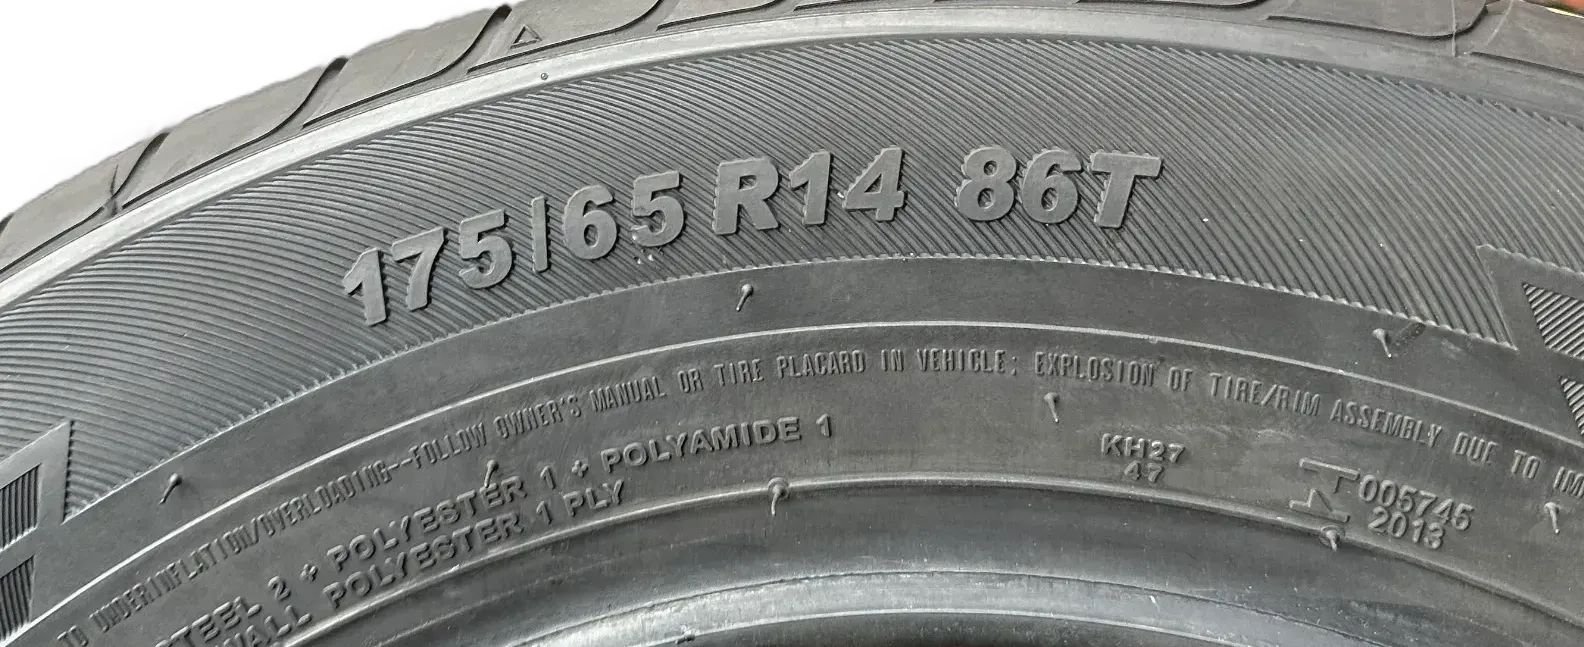 175/65 R14 86T
TO UNDERINFLATION/OVERLOADING--FOLLOW OWNER'S MANUAL OR TIRE PLACARD IN VEHICLE; EXPLOSION OF TIRE/RIM ASSEMBLY DUE TO IM
STEEL 2 + POLYESTER 1 + POLYAMIDE 1
WALL POLYESTER 1 PLY
KH27
47
005745
2013